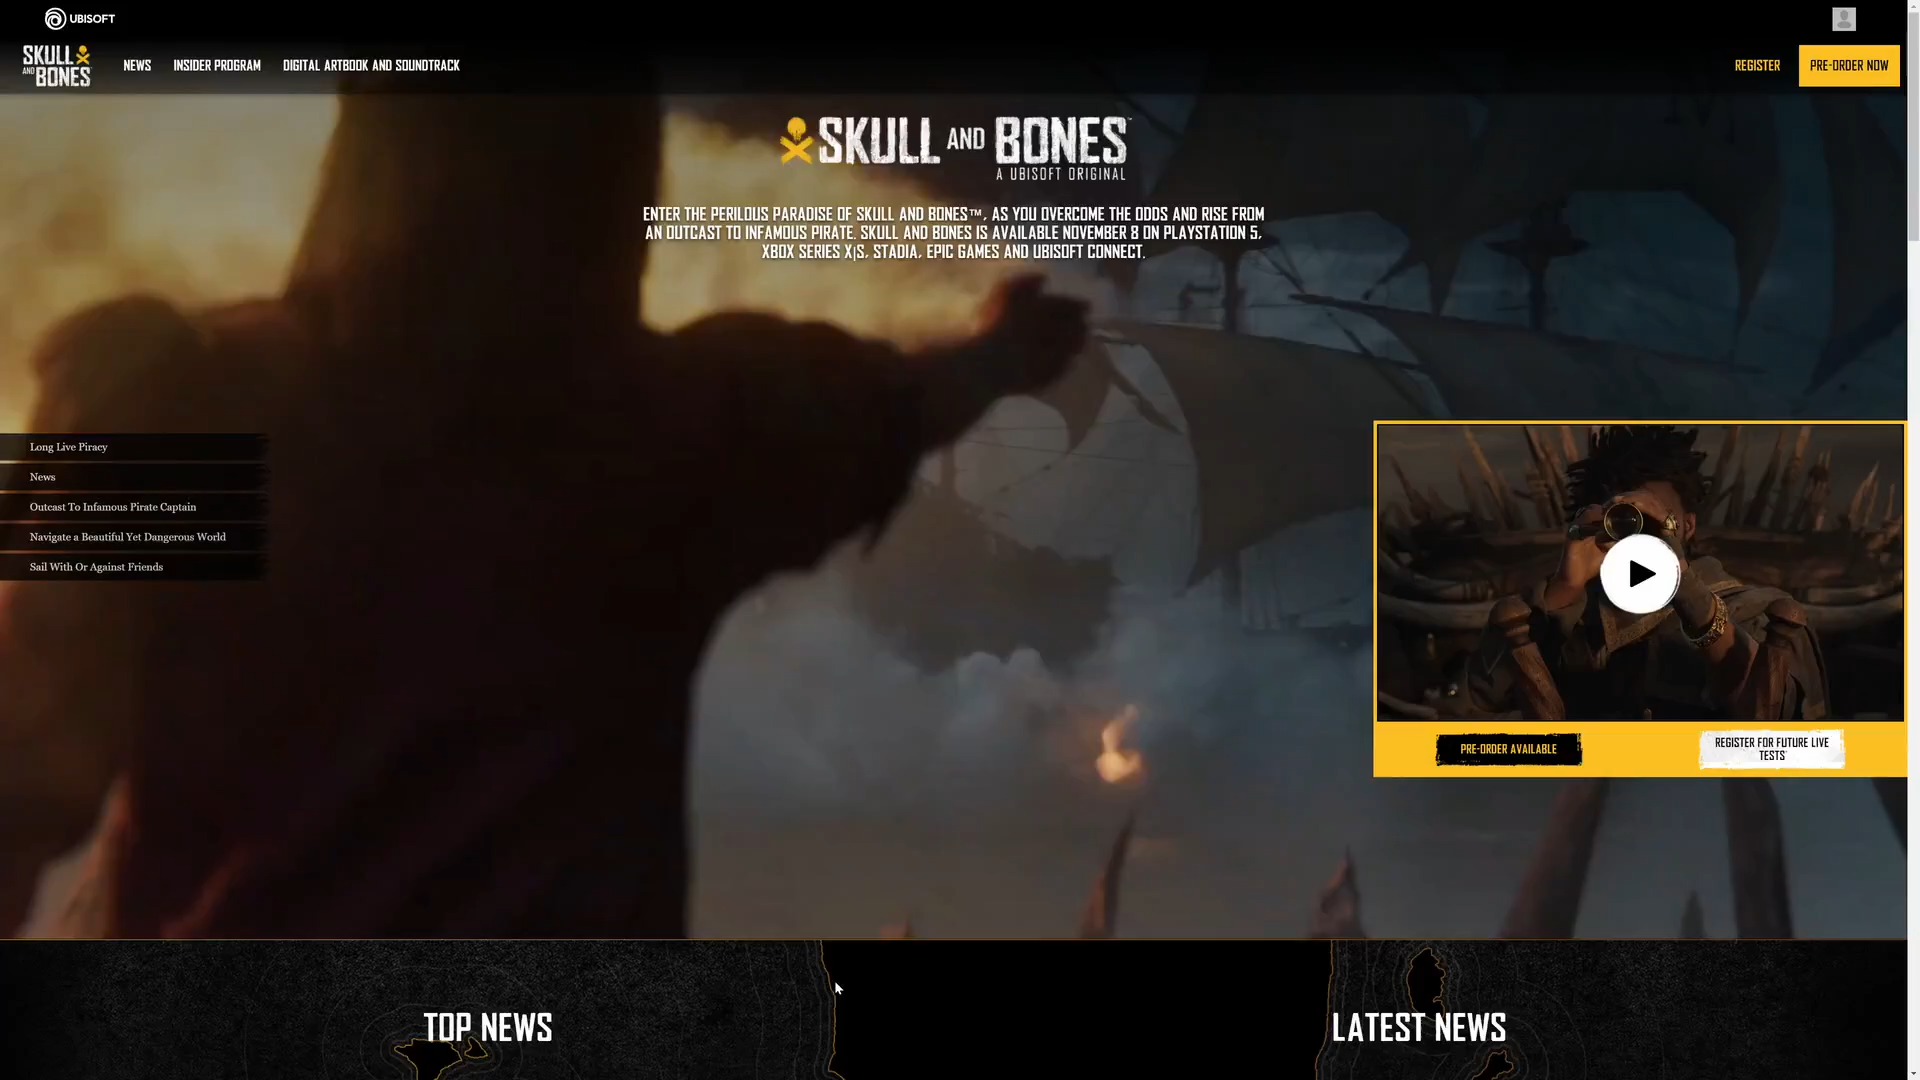 UBISOFT
SKULL
AND BONES
NEWS
INSIDER PROGRAM
DIGITAL ARTBOOK AND SOUNDTRACK
REGISTER
PRE-ORDER NOW
SKULL AND BONES™
A UBISOFT ORIGINAL
ENTER THE PERILOUS PARADISE OF SKULL AND BONES™, AS YOU OVERCOME THE ODDS AND RISE FROM
AN OUTCAST TO INFAMOUS PIRATE. SKULL AND BONES IS AVAILABLE NOVEMBER 8 ON PLAYSTATION 5,
XBOX SERIES X|S, STADIA, EPIC GAMES AND UBISOFT CONNECT.
Long Live Piracy
News
Outcast To Infamous Pirate Captain
Navigate a Beautiful Yet Dangerous World
Sail With Or Against Friends
PRE-ORDER AVAILABLE
REGISTER FOR FUTURE LIVE
TESTS
TOP NEWS
LATEST NEWS